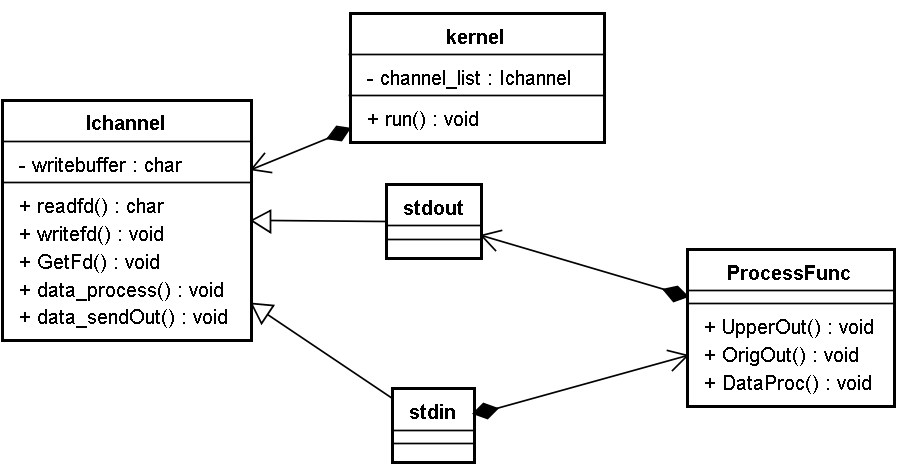 kernel
- channel_list : Ichannel
+ run() : void
Ichannel
- writebuffer : char
+ readfd() : char
+ writefd() : void
+ GetFd() : void
+ data_process() : void
+ data_sendOut() : void
stdout
ProcessFunc
+ UpperOut() : void
+ OrigOut() : void
+ DataProc() : void
stdin